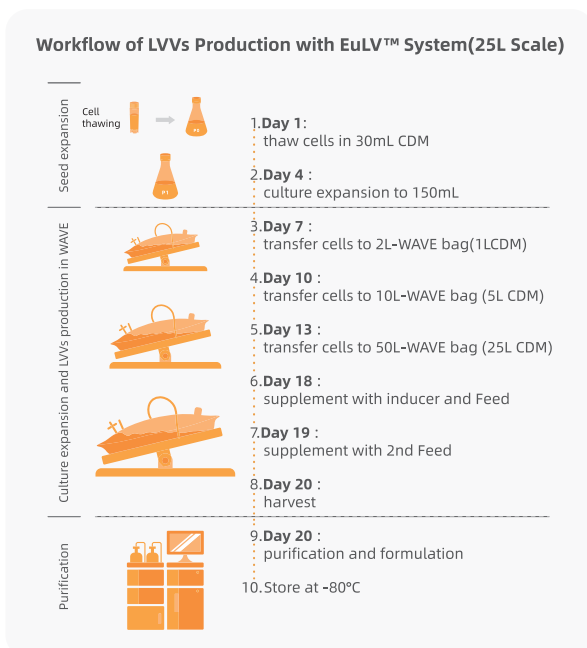 Workflow of LVVs Production with EuLV™ System(25L Scale)
Seed expansion
Cell
thawing
P0
P1
1.Day 1:
thaw cells in 30mL CDM
2.Day 4 :
culture expansion to 150mL
Culture expansion and LVVs production in WAVE
3.Day 7 :
transfer cells to 2L-WAVE bag(1LCDM)
4.Day 10 :
transfer cells to 10L-WAVE bag (5L CDM)
5.Day 13 :
transfer cells to 50L-WAVE bag (25L CDM)
6.Day 18 :
supplement with inducer and Feed
7.Day 19 :
supplement with 2nd Feed
8.Day 20 :
harvest
Purification
9.Day 20 :
purification and formulation
10.Store at -80°C